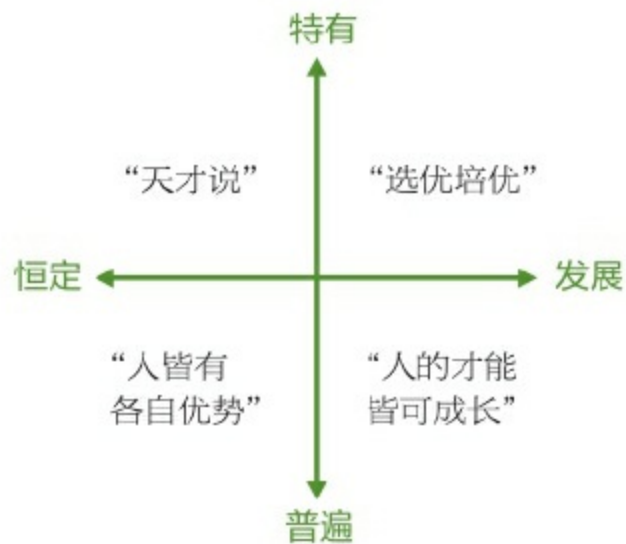 特有
“天才说”
“选优培优”
恒定
发展
“人皆有
各自优势”
“人的才能
皆可成长”
普遍